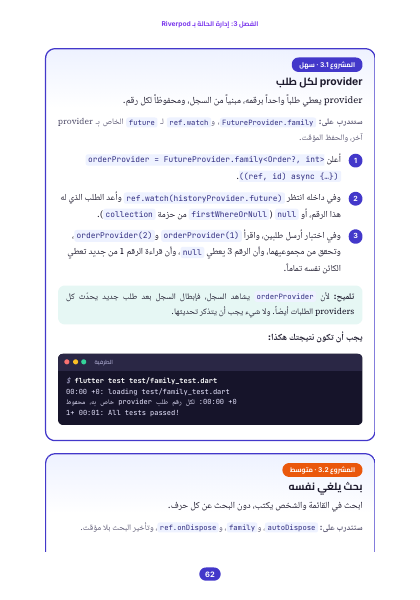 الفصل 3: إدارة الحالة بـ Riverpod
المشروع 3.1 · سهل
provider لكل طلب
provider يعطي طلباً واحداً برقمه، مبنياً من السجل، ومحفوظاً لكل رقم.
ستتدرب على: FutureProvider.family، و ref.watch لـ future الخاص بـ provider
آخر، والحفظ المؤقت.
1 أعلن orderProvider = FutureProvider.family<Order?, int>
((ref, id) async {…}).
2 وفي داخله انتظر ref.watch(historyProvider.future) وأعد الطلب الذي له
هذا الرقم، أو null (firstWhereOrNull من حزمة collection).
3 وفي اختبار أرسل طلبين، واقرأ orderProvider(1) و orderProvider(2)،
وتحقق من مجموعيهما، وأن الرقم 3 يعطي null، وأن قراءة الرقم 1 من جديد تعطي
الكائن نفسه تماماً.
تلميح: لأن orderProvider يشاهد السجل، فإبطال السجل بعد طلب جديد يحدّث كل
providers الطلبات أيضاً. ولا شيء يجب أن يتذكر تحديثها.
يجب أن تكون نتيجتك هكذا:
الطرفية
$ flutter test test/family_test.dart
00:00 +0: loading test/family_test.dart
00:00 +0: لكل رقم طلب provider خاص به، محفوظ
00:01 +1: All tests passed!
المشروع 3.2 · متوسط
بحث يلغي نفسه
ابحث في القائمة والشخص يكتب، دون البحث عن كل حرف.
ستتدرب على: autoDispose، و family، و ref.onDispose، وتأخير البحث بلا مؤقت.
62